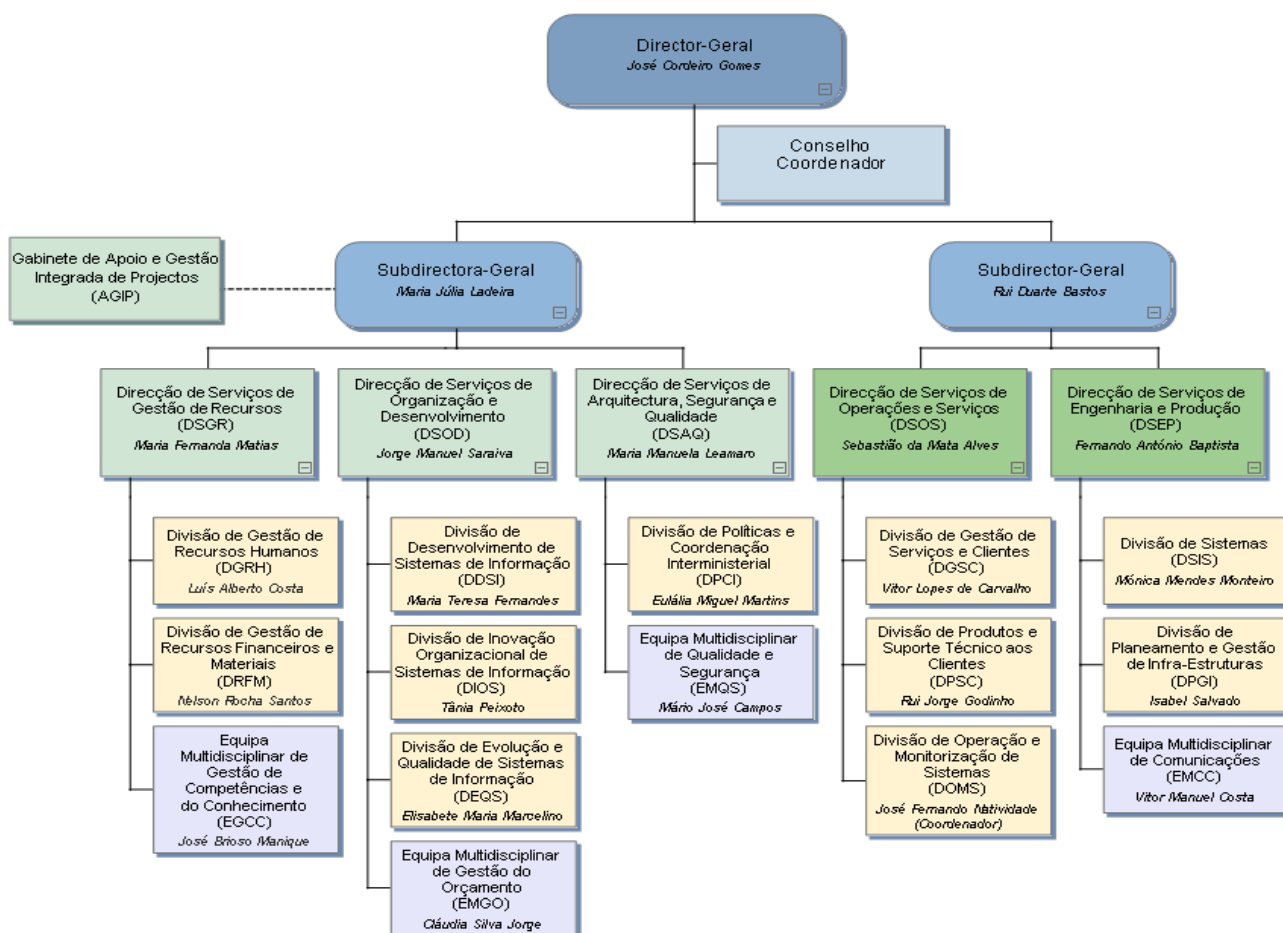 Director-Geral
José Cordeiro Gomes
Conselho
Coordenador
Gabinete de Apoio e Gestão
Integrada de Projectos
(AGIP)
Subdirectora-Geral
Maria Júlia Ladeira
Subdirector-Geral
Rui Duarte Bastos
Direcção de Serviços de
Gestão de Recursos
(DSGR)
Maria Fernanda Matias
Direcção de Serviços de
Organização e
Desenvolvimento
(DSOD)
Jorge Manuel Saraiva
Direcção de Serviços de
Arquitectura, Segurança e
Qualidade
(DSAQ)
Maria Manuela Leamaro
Direcção de Serviços de
Operações e Serviços
(DSOS)
Sebastião da Mata Alves
Direcção de Serviços de
Engenharia e Produção
(DSEP)
Fernando António Baptista
Divisão de Gestão de
Recursos Humanos
(DGRH)
Luís Alberto Costa
Divisão de Gestão de
Recursos Financeiros e
Materiais
(DRFM)
Nelson Rocha Santos
Equipa
Multidisciplinar de
Gestão de
Competências e
do Conhecimento
(EGCC)
José Brioso Manique
Divisão de
Desenvolvimento de
Sistemas de Informação
(DDSI)
Maria Teresa Fernandes
Divisão de Inovação
Organizacional de
Sistemas de Informação
(DIOS)
Tânia Peixoto
Divisão de Evolução e
Qualidade de Sistemas
de Informação
(DEQS)
Elisabete Maria Marcelino
Equipa Multidisciplinar
de Gestão do
Orçamento
(EMGO)
Cláudia Silva Jorge
Divisão de Políticas e
Coordenação
Interministerial
(DPCI)
Eulália Miguel Martins
Equipa Multidisciplinar
de Qualidade e
Segurança
(EMQS)
Mário José Campos
Divisão de Gestão de
Serviços e Clientes
(DGSC)
Vitor Lopes de Carvalho
Divisão de Produtos e
Suporte Técnico aos
Clientes
(DPSC)
Rui Jorge Godinho
Divisão de Operação e
Monitorização de
Sistemas
(DOMS)
José Fernando Natividade
(Coordenador)
Divisão de Sistemas
(DSIS)
Mónica Mendes Monteiro
Divisão de
Planeamento e Gestão
de Infra-Estruturas
(DPGI)
Isabel Salvado
Equipa Multidisciplinar
de Comunicações
(EMCC)
Vitor Manuel Costa